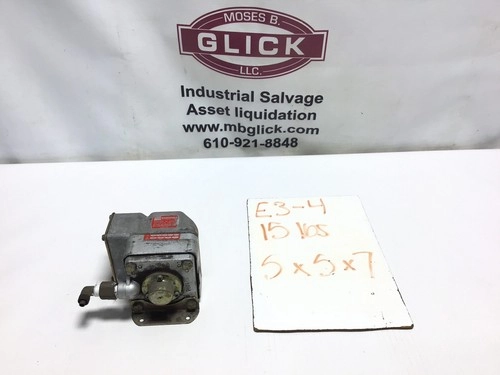 MOSES B.
GLICK
LLC.
Industrial Salvage
Asset liquidation
www.mbglick.com
610-921-8848
E3-4
15 lbs
5x5x7